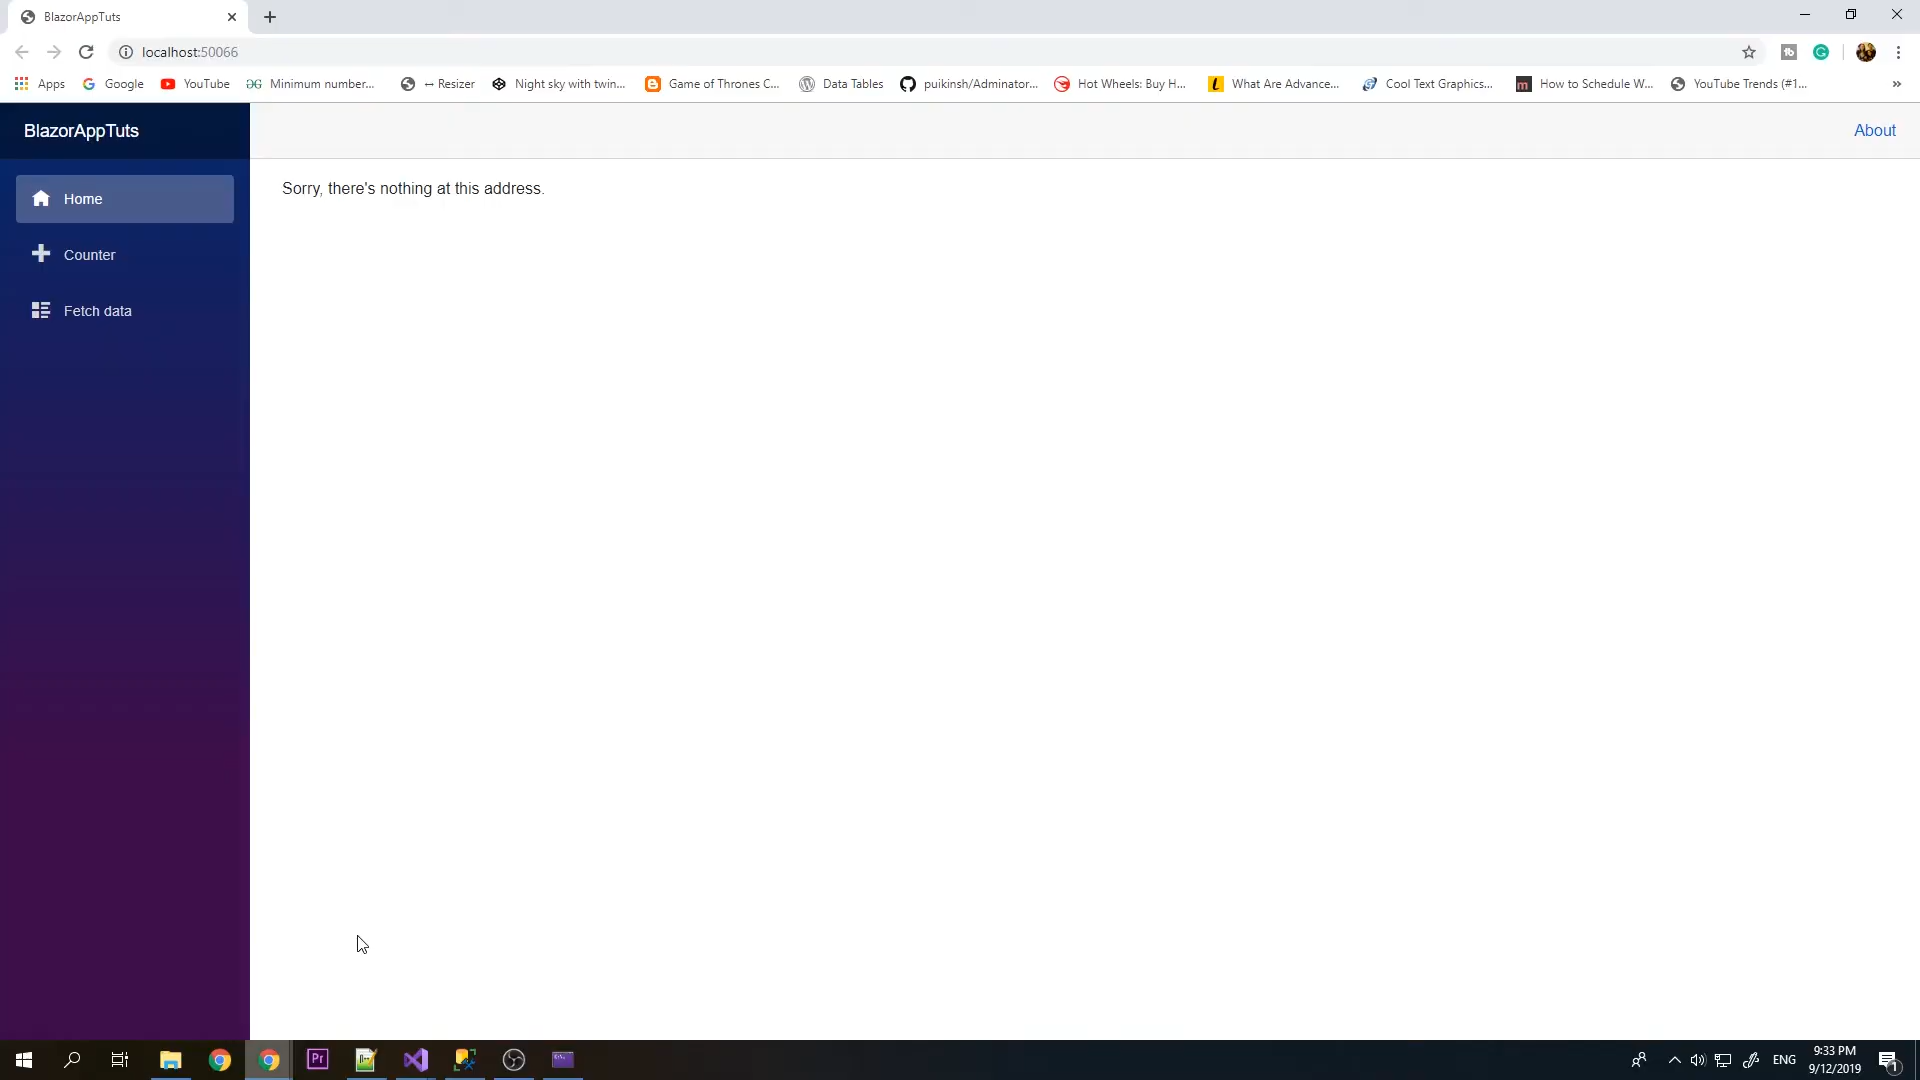 BlazorAppTuts
localhost:50066
Apps
Google
YouTube
Minimum number...
↔ Resizer
Night sky with twin...
Game of Thrones C...
Data Tables
puikinsh/Adminator...
Hot Wheels: Buy H...
What Are Advance...
Cool Text Graphics...
How to Schedule W...
YouTube Trends (#1...
»
BlazorAppTuts
About
Home
Sorry, there's nothing at this address.
Counter
Fetch data
Pr
ENG
9:33 PM
9/12/2019
1